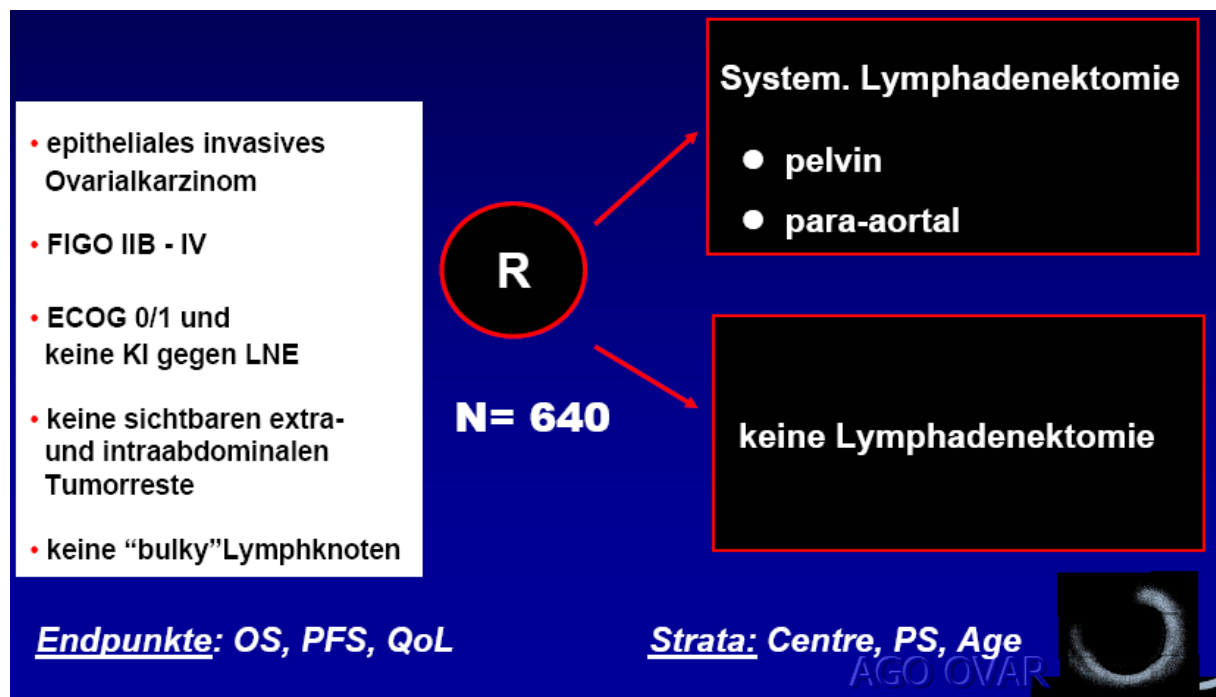 • epitheliales invasives
Ovarialkarzinom
• FIGO IIB - IV
• ECOG 0/1 und
keine KI gegen LNE
• keine sichtbaren extra-
und intraabdominalen
Tumorreste
• keine “bulky”Lymphknoten
R
N= 640
System. Lymphadenektomie
● pelvin
● para-aortal
keine Lymphadenektomie
Endpunkte: OS, PFS, QoL
Strata: Centre, PS, Age
AGO OVAR